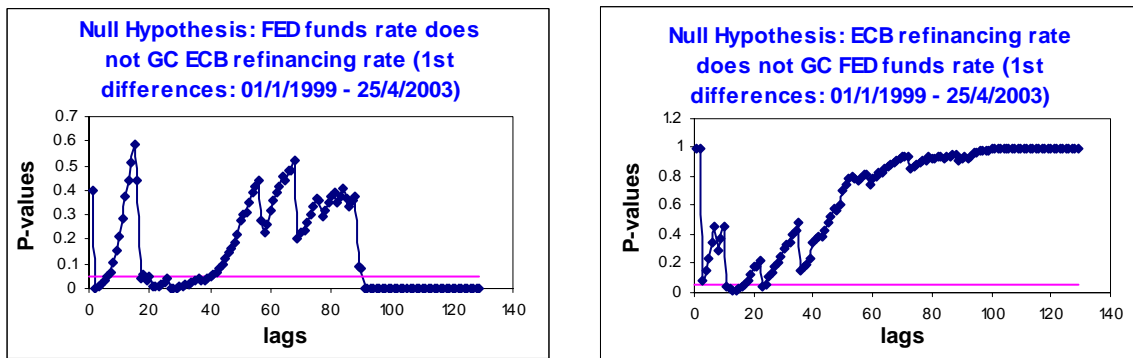 Null Hypothesis: FED funds rate does
not GC ECB refinancing rate (1st
differences: 01/1/1999 - 25/4/2003)
P-values
0.7
0.6
0.5
0.4
0.3
0.2
0.1
0
0 20 40 60 80 100 120 140
lags
Null Hypothesis: ECB refinancing rate
does not GC FED funds rate (1st
differences: 01/1/1999 - 25/4/2003)
P-values
1.2
1
0.8
0.6
0.4
0.2
0
0 20 40 60 80 100 120 140
lags